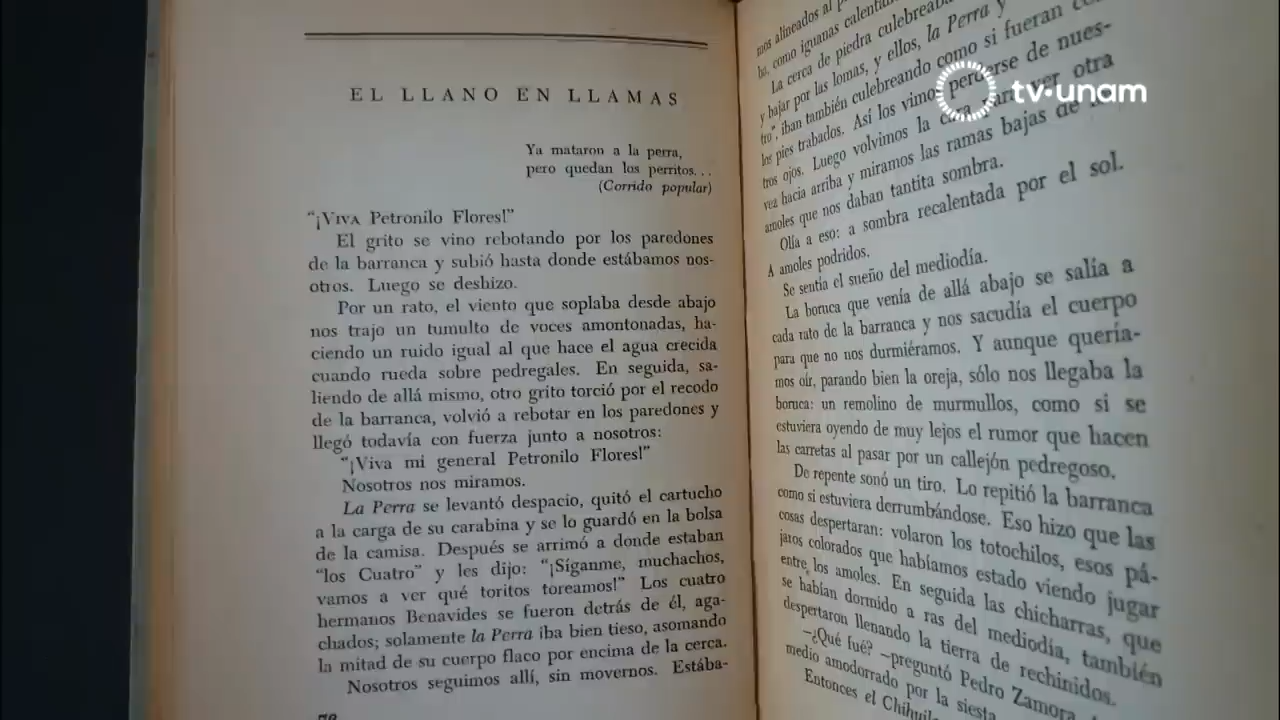 EL LLANO EN LLAMAS
Ya mataron a la perra,
pero quedan los perritos...
(Corrido popular)
"¡VIVA Petronilo Flores!"
El grito se vino rebotando por los paredones
de la barranca y subió hasta donde estábamos nos-
otros. Luego se deshizo.
Por un rato, el viento que soplaba desde abajo
nos trajo un tumulto de voces amontonadas, ha-
ciendo un ruido igual al que hace el agua crecida
cuando rueda sobre pedregales. En seguida, sa-
liendo de allá mismo, otro grito torció por el recodo
de la barranca, volvió a rebotar en los paredones y
llegó todavía con fuerza junto a nosotros:
"¡Viva mi general Petronilo Flores!"
Nosotros nos miramos.
La Perra se levantó despacio, quitó el cartucho
a la carga de su carabina y se lo guardó en la bolsa
de la camisa. Después se arrimó a donde estaban
"los Cuatro" y les dijo: "¡Síganme, muchachos,
vamos a ver qué toritos toreamos!" Los cuatro
hermanos Benavides se fueron detrás de él, aga-
chados; solamente la Perra iba bien tieso, asomando
la mitad de su cuerpo flaco por encima de la cerca.
Nosotros seguimos allí, sin movernos. Estába-
mos alineados al
bo, como iguanas
La cerca de piedra
y bajar por las lomas, y ellos, la Perra y
tro", iban también culebreando como si fueran
los pies trabados. Así los vimos perderse de nues-
tros ojos. Luego volvimos la cara para ver otra
vez hacia arriba y miramos las ramas bajas de
amoles que nos daban tantita sombra.
Olía a eso: a sombra recalentada por el sol.
A amoles podridos.
Se sentía el sueño del mediodía.
La boruca que venía de allá abajo se salía a
cada rato de la barranca y nos sacudía el cuerpo
para que no nos durmiéramos. Y aunque quería-
mos oír, parando bien la oreja, sólo nos llegaba la
boruca: un remolino de murmullos, como si se
estuviera oyendo de muy lejos el rumor que hacen
las carretas al pasar por un callejón pedregoso.
De repente sonó un tiro. Lo repitió la barranca
como si estuviera derrumbándose. Eso hizo que las
cosas despertaran: volaron los totochilos, esos pá-
jaros colorados que habíamos estado viendo jugar
entre los amoles. En seguida las chicharras, que
se habían dormido a ras del mediodía, también
despertaron llenando la tierra de rechinidos.
—¿Qué fué? —preguntó Pedro Zamora,
medio amodorrado por la siesta
Entonces el
tv·unam